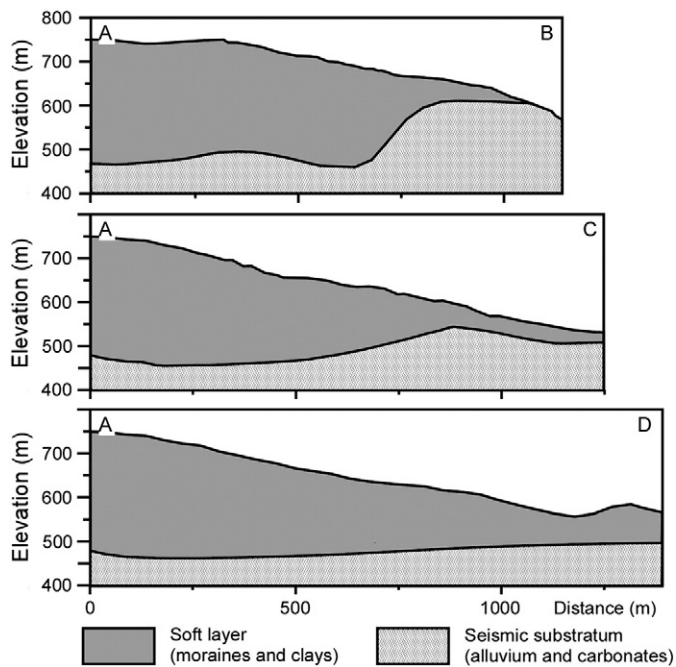 800
A
B
700
600
500
400
Elevation (m)
A
C
700
600
500
400
Elevation (m)
A
D
700
600
500
400
Elevation (m)
0
500
1000
Distance (m)
Soft layer
(moraines and clays)
Seismic substratum
(alluvium and carbonates)